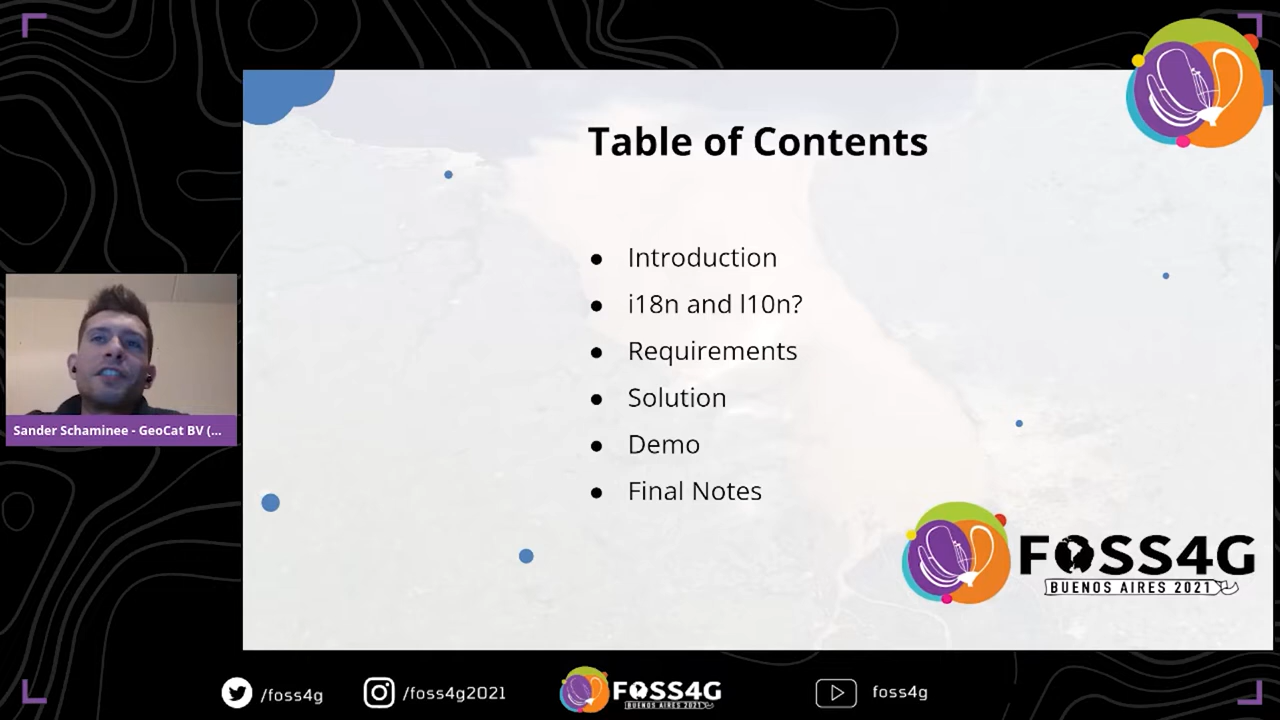 Table of Contents
● Introduction
● i18n and l10n?
● Requirements
● Solution
● Demo
● Final Notes
Sander Schaminee - GeoCat BV (...
FOSS4G
BUENOS AIRES 2021
/foss4g
/foss4g2021
FOSS4G
BUENOS AIRES 2021
foss4g